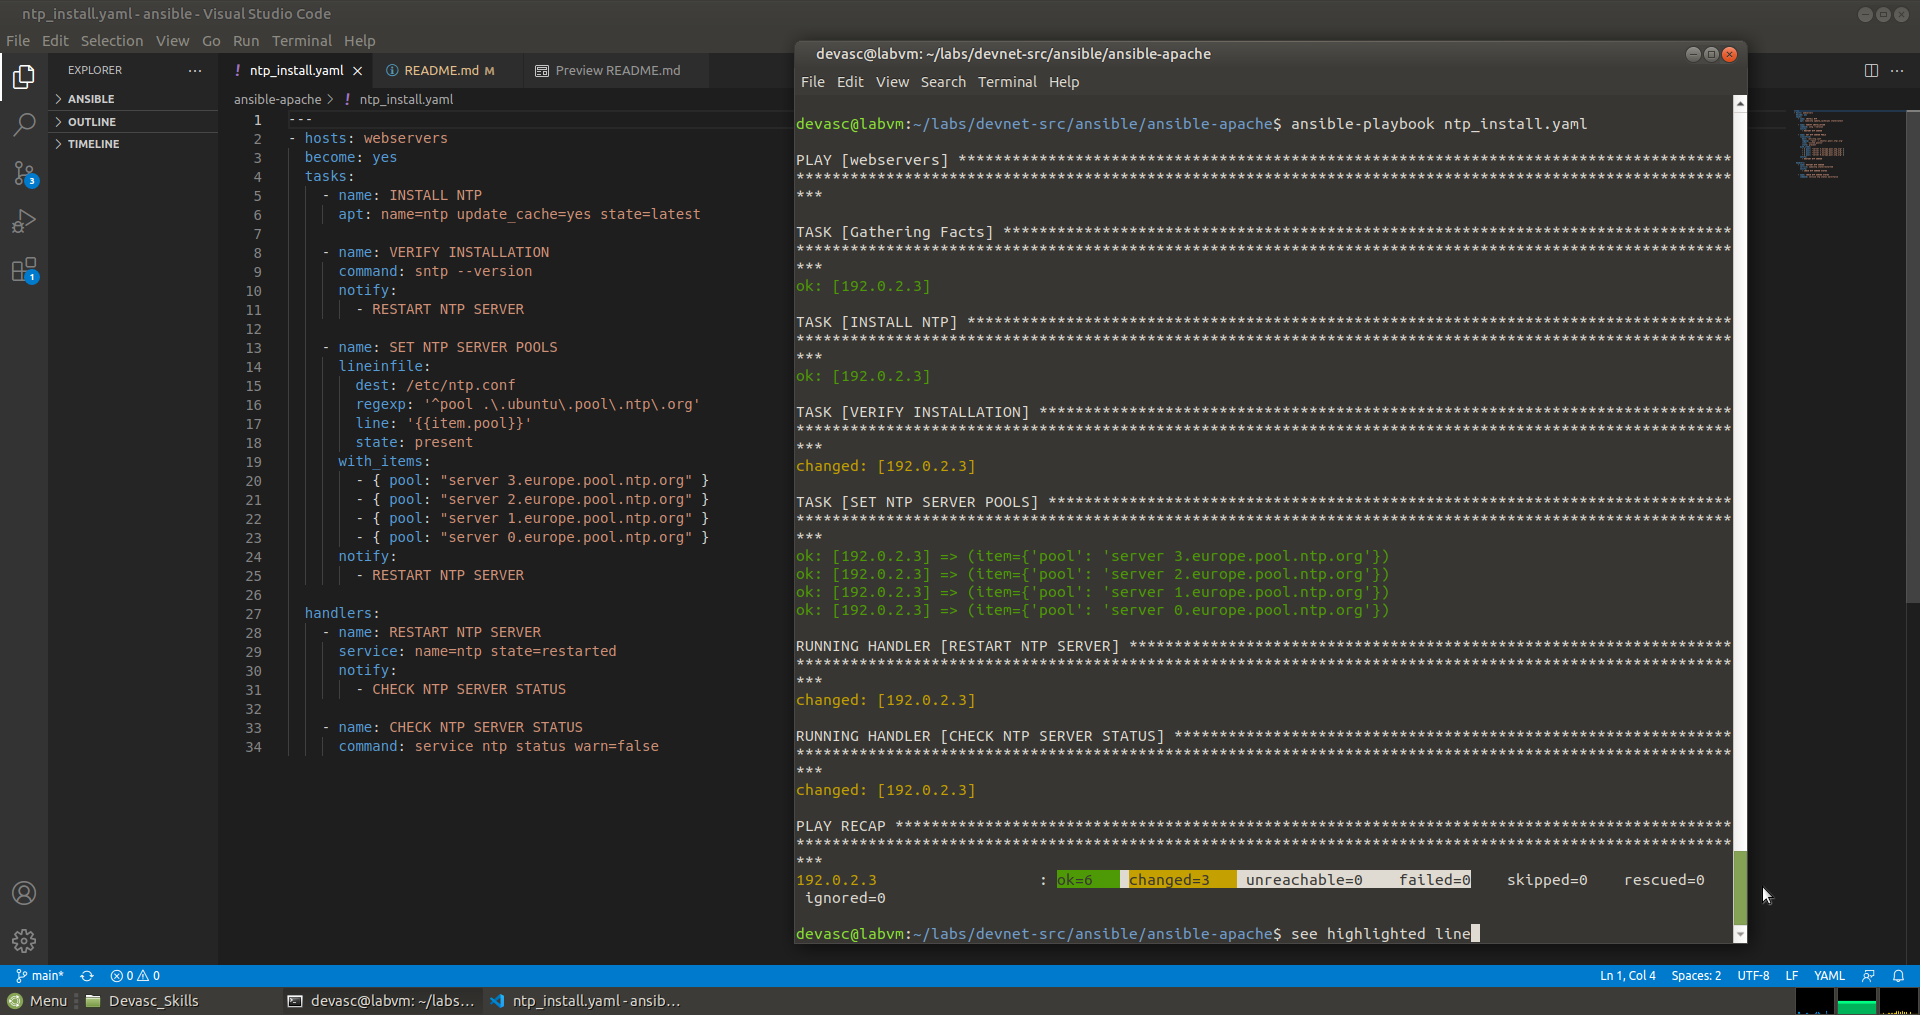 ntp_install.yaml - ansible - Visual Studio Code
File Edit Selection View Go Run Terminal Help
EXPLORER ...
ANSIBLE
OUTLINE
TIMELINE
3
1
! ntp_install.yaml
README.md M
Preview README.md
ansible-apache > ! ntp_install.yaml
1 ---
2 - hosts: webservers
3 become: yes
4 tasks:
5 - name: INSTALL NTP
6 apt: name=ntp update_cache=yes state=latest
7
8 - name: VERIFY INSTALLATION
9 command: sntp --version
10 notify:
11 - RESTART NTP SERVER
12
13 - name: SET NTP SERVER POOLS
14 lineinfile:
15 dest: /etc/ntp.conf
16 regexp: '^pool .\.ubuntu\.pool\.ntp\.org'
17 line: '{{item.pool}}'
18 state: present
19 with_items:
20 - { pool: "server 3.europe.pool.ntp.org" }
21 - { pool: "server 2.europe.pool.ntp.org" }
22 - { pool: "server 1.europe.pool.ntp.org" }
23 - { pool: "server 0.europe.pool.ntp.org" }
24 notify:
25 - RESTART NTP SERVER
26
27 handlers:
28 - name: RESTART NTP SERVER
29 service: name=ntp state=restarted
30 notify:
31 - CHECK NTP SERVER STATUS
32
33 - name: CHECK NTP SERVER STATUS
34 command: service ntp status warn=false
devasc@labvm: ~/labs/devnet-src/ansible/ansible-apache
File Edit View Search Terminal Help
devasc@labvm:~/labs/devnet-src/ansible/ansible-apache$ ansible-playbook ntp_install.yaml
PLAY [webservers] **************************************************************************************
********************************************************************************************************
***
TASK [Gathering Facts] *********************************************************************************
********************************************************************************************************
***
ok: [192.0.2.3]
TASK [INSTALL NTP] *************************************************************************************
********************************************************************************************************
***
ok: [192.0.2.3]
TASK [VERIFY INSTALLATION] *****************************************************************************
********************************************************************************************************
***
changed: [192.0.2.3]
TASK [SET NTP SERVER POOLS] ****************************************************************************
********************************************************************************************************
***
ok: [192.0.2.3] => (item={'pool': 'server 3.europe.pool.ntp.org'})
ok: [192.0.2.3] => (item={'pool': 'server 2.europe.pool.ntp.org'})
ok: [192.0.2.3] => (item={'pool': 'server 1.europe.pool.ntp.org'})
ok: [192.0.2.3] => (item={'pool': 'server 0.europe.pool.ntp.org'})
RUNNING HANDLER [RESTART NTP SERVER] *******************************************************************
********************************************************************************************************
***
changed: [192.0.2.3]
RUNNING HANDLER [CHECK NTP SERVER STATUS] **************************************************************
********************************************************************************************************
***
changed: [192.0.2.3]
PLAY RECAP *********************************************************************************************
********************************************************************************************************
***
192.0.2.3 : ok=6 changed=3 unreachable=0 failed=0 skipped=0 rescued=0
ignored=0
devasc@labvm:~/labs/devnet-src/ansible/ansible-apache$ see highlighted line
main* 0 0 Ln 1, Col 4 Spaces: 2 UTF-8 LF YAML
Menu Devasc_Skills devasc@labvm: ~/labs... ntp_install.yaml - ansib...